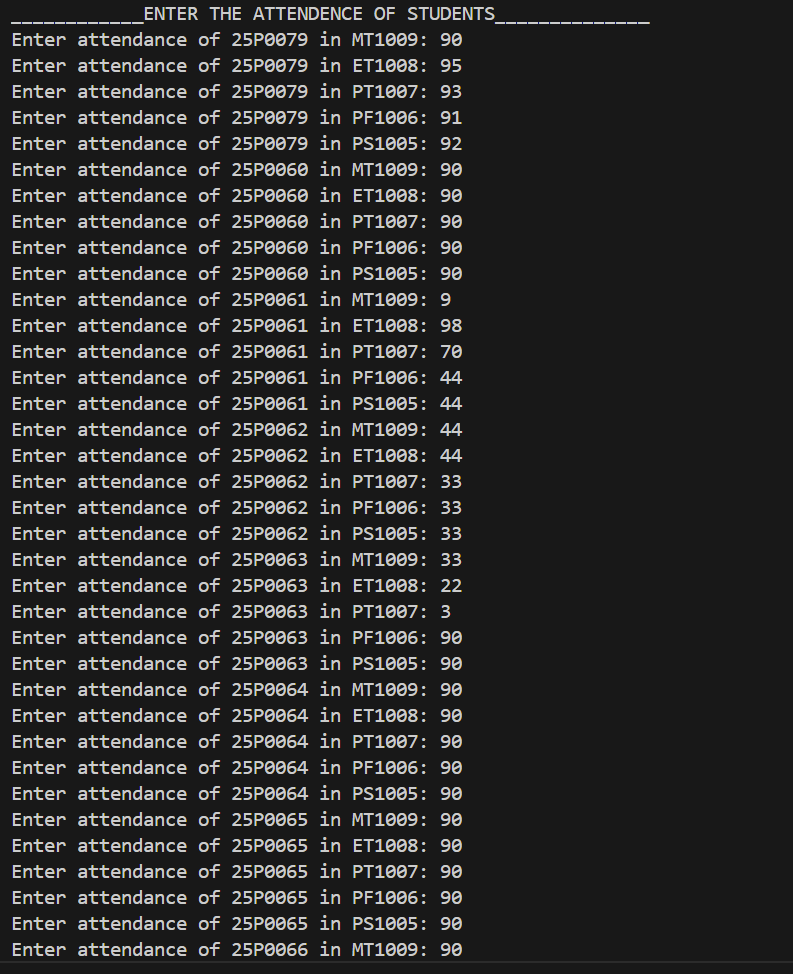 ____________ENTER THE ATTENDENCE OF STUDENTS______________
Enter attendance of 25P0079 in MT1009: 90
Enter attendance of 25P0079 in ET1008: 95
Enter attendance of 25P0079 in PT1007: 93
Enter attendance of 25P0079 in PF1006: 91
Enter attendance of 25P0079 in PS1005: 92
Enter attendance of 25P0060 in MT1009: 90
Enter attendance of 25P0060 in ET1008: 90
Enter attendance of 25P0060 in PT1007: 90
Enter attendance of 25P0060 in PF1006: 90
Enter attendance of 25P0060 in PS1005: 90
Enter attendance of 25P0061 in MT1009: 9
Enter attendance of 25P0061 in ET1008: 98
Enter attendance of 25P0061 in PT1007: 70
Enter attendance of 25P0061 in PF1006: 44
Enter attendance of 25P0061 in PS1005: 44
Enter attendance of 25P0062 in MT1009: 44
Enter attendance of 25P0062 in ET1008: 44
Enter attendance of 25P0062 in PT1007: 33
Enter attendance of 25P0062 in PF1006: 33
Enter attendance of 25P0062 in PS1005: 33
Enter attendance of 25P0063 in MT1009: 33
Enter attendance of 25P0063 in ET1008: 22
Enter attendance of 25P0063 in PT1007: 3
Enter attendance of 25P0063 in PF1006: 90
Enter attendance of 25P0063 in PS1005: 90
Enter attendance of 25P0064 in MT1009: 90
Enter attendance of 25P0064 in ET1008: 90
Enter attendance of 25P0064 in PT1007: 90
Enter attendance of 25P0064 in PF1006: 90
Enter attendance of 25P0064 in PS1005: 90
Enter attendance of 25P0065 in MT1009: 90
Enter attendance of 25P0065 in ET1008: 90
Enter attendance of 25P0065 in PT1007: 90
Enter attendance of 25P0065 in PF1006: 90
Enter attendance of 25P0065 in PS1005: 90
Enter attendance of 25P0066 in MT1009: 90